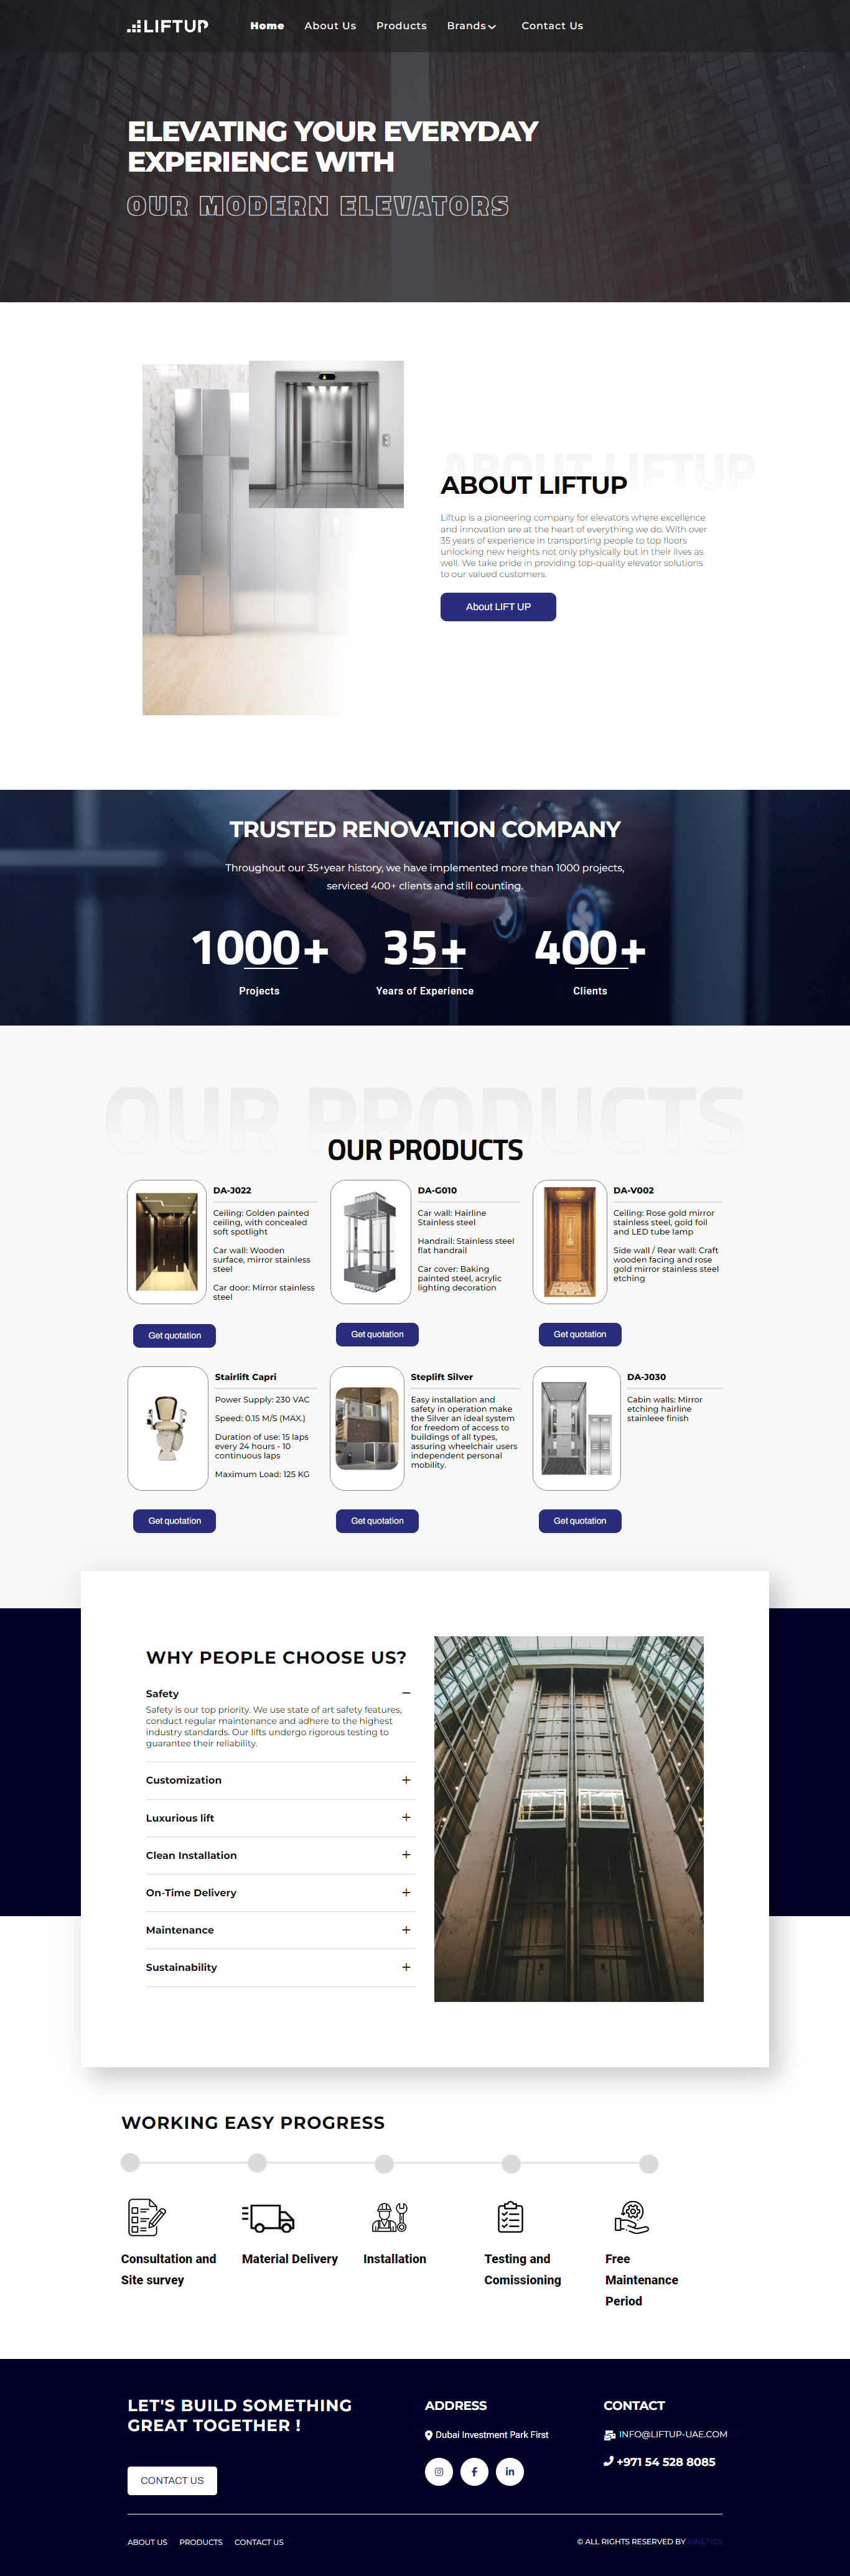 LIFTUP
Home
About Us
Products
Brands
Contact Us
ELEVATING YOUR EVERYDAY
EXPERIENCE WITH
OUR MODERN ELEVATORS
ABOUT LIFTUP
ABOUT LIFTUP
Liftup is a pioneering company for elevators where excellence
and innovation are at the heart of everything we do. With over
35 years of experience in transporting people to top floors
unlocking new heights not only physically but in their lives as
well. We take pride in providing top-quality elevator solutions
to our valued customers.
About LIFT UP
TRUSTED RENOVATION COMPANY
Throughout our 35+year history, we have implemented more than 1000 projects,
serviced 400+ clients and still counting.
1000+
Projects
35+
Years of Experience
400+
Clients
OUR PRODUCTS
OUR PRODUCTS
DA-J022
Ceiling: Golden painted
ceiling, with concealed
soft spotlight
Car wall: Wooden
surface, mirror stainless
steel
Car door: Mirror stainless
steel
Get quotation
DA-G010
Car wall: Hairline
Stainless steel
Handrail: Stainless steel
flat handrail
Car cover: Baking
painted steel, acrylic
lighting decoration
Get quotation
DA-V002
Ceiling: Rose gold mirror
stainless steel, gold foil
and LED tube lamp
Side wall / Rear wall: Craft
wooden facing and rose
gold mirror stainless steel
etching
Get quotation
Stairlift Capri
Power Supply: 230 VAC
Speed: 0.15 M/S (MAX.)
Duration of use: 15 laps
every 24 hours - 10
continuous laps
Maximum Load: 125 KG
Get quotation
Steplift Silver
Easy installation and
safety in operation make
the Silver an ideal system
for freedom of access to
buildings of all types,
assuring wheelchair users
independent personal
mobility.
Get quotation
DA-J030
Cabin walls: Mirror
etching hairline
stainleee finish
Get quotation
WHY PEOPLE CHOOSE US?
Safety
Safety is our top priority. We use state of art safety features,
conduct regular maintenance and adhere to the highest
industry standards. Our lifts undergo rigorous testing to
guarantee their reliability.
Customization
Luxurious lift
Clean Installation
On-Time Delivery
Maintenance
Sustainability
WORKING EASY PROGRESS
Consultation and
Site survey
Material Delivery
Installation
Testing and
Comissioning
Free
Maintenance
Period
LET'S BUILD SOMETHING
GREAT TOGETHER !
CONTACT US
ADDRESS
Dubai Investment Park First
CONTACT
INFO@LIFTUP-UAE.COM
+971 54 528 8085
ABOUT US
PRODUCTS
CONTACT US
© ALL RIGHTS RESERVED BY KINETICS